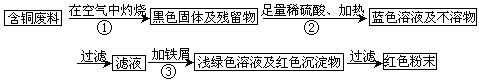 含铜废料 在空气中灼烧 ① 黑色固体及残留物 足量稀硫酸、加热 ② 蓝色溶液及不溶物
过滤 滤液 加铁屑 ③ 浅绿色溶液及红色沉淀物 过滤 红色粉末